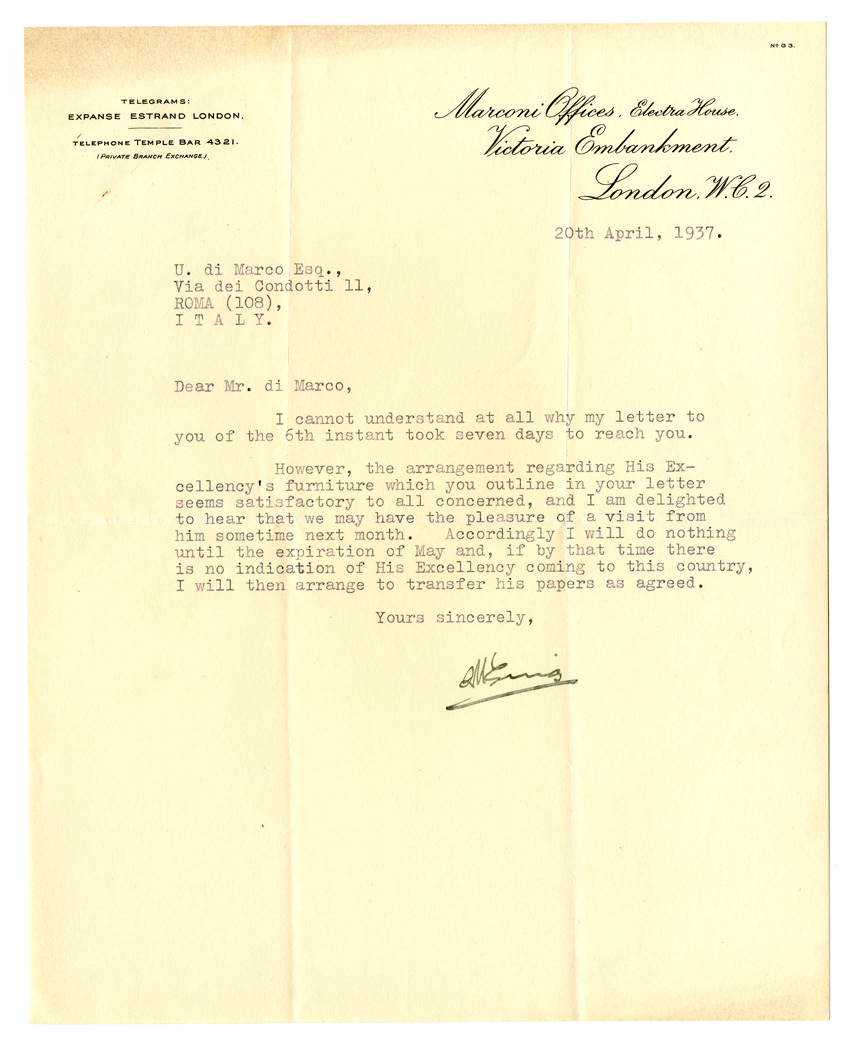 Nº G 3.
TELEGRAMS:
EXPANSE ESTRAND LONDON.
TELEPHONE TEMPLE BAR 4321.
(PRIVATE BRANCH EXCHANGE.)
Marconi Offices, Electra House,
Victoria Embankment.
London. W.C.2.
20th April, 1937.
U. di Marco Esq.,
Via dei Condotti 11,
ROMA (108),
I T A L Y.
Dear Mr. di Marco,
I cannot understand at all why my letter to
you of the 6th instant took seven days to reach you.
However, the arrangement regarding His Ex-
cellency's furniture which you outline in your letter
seems satisfactory to all concerned, and I am delighted
to hear that we may have the pleasure of a visit from
him sometime next month. Accordingly I will do nothing
until the expiration of May and, if by that time there
is no indication of His Excellency coming to this country,
I will then arrange to transfer his papers as agreed.
Yours sincerely,